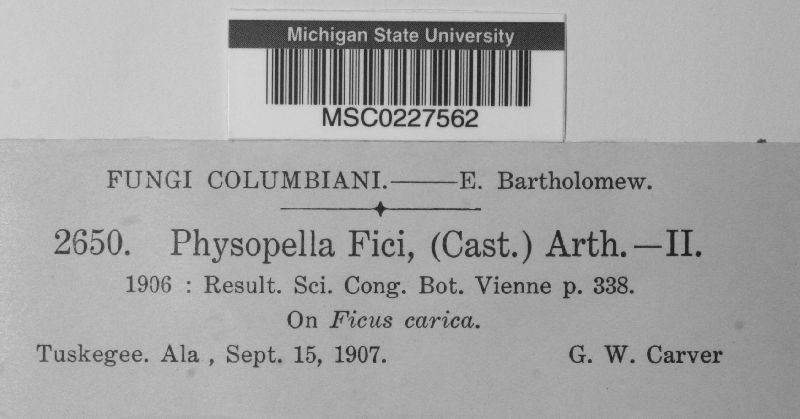 Michigan State University
MSC0227562
FUNGI COLUMBIANI.——E. Bartholomew.
2650. Physopella Fici, (Cast.) Arth.—II.
1906 : Result. Sci. Cong. Bot. Vienne p. 338.
On Ficus carica.
Tuskegee. Ala , Sept. 15, 1907. G. W. Carver